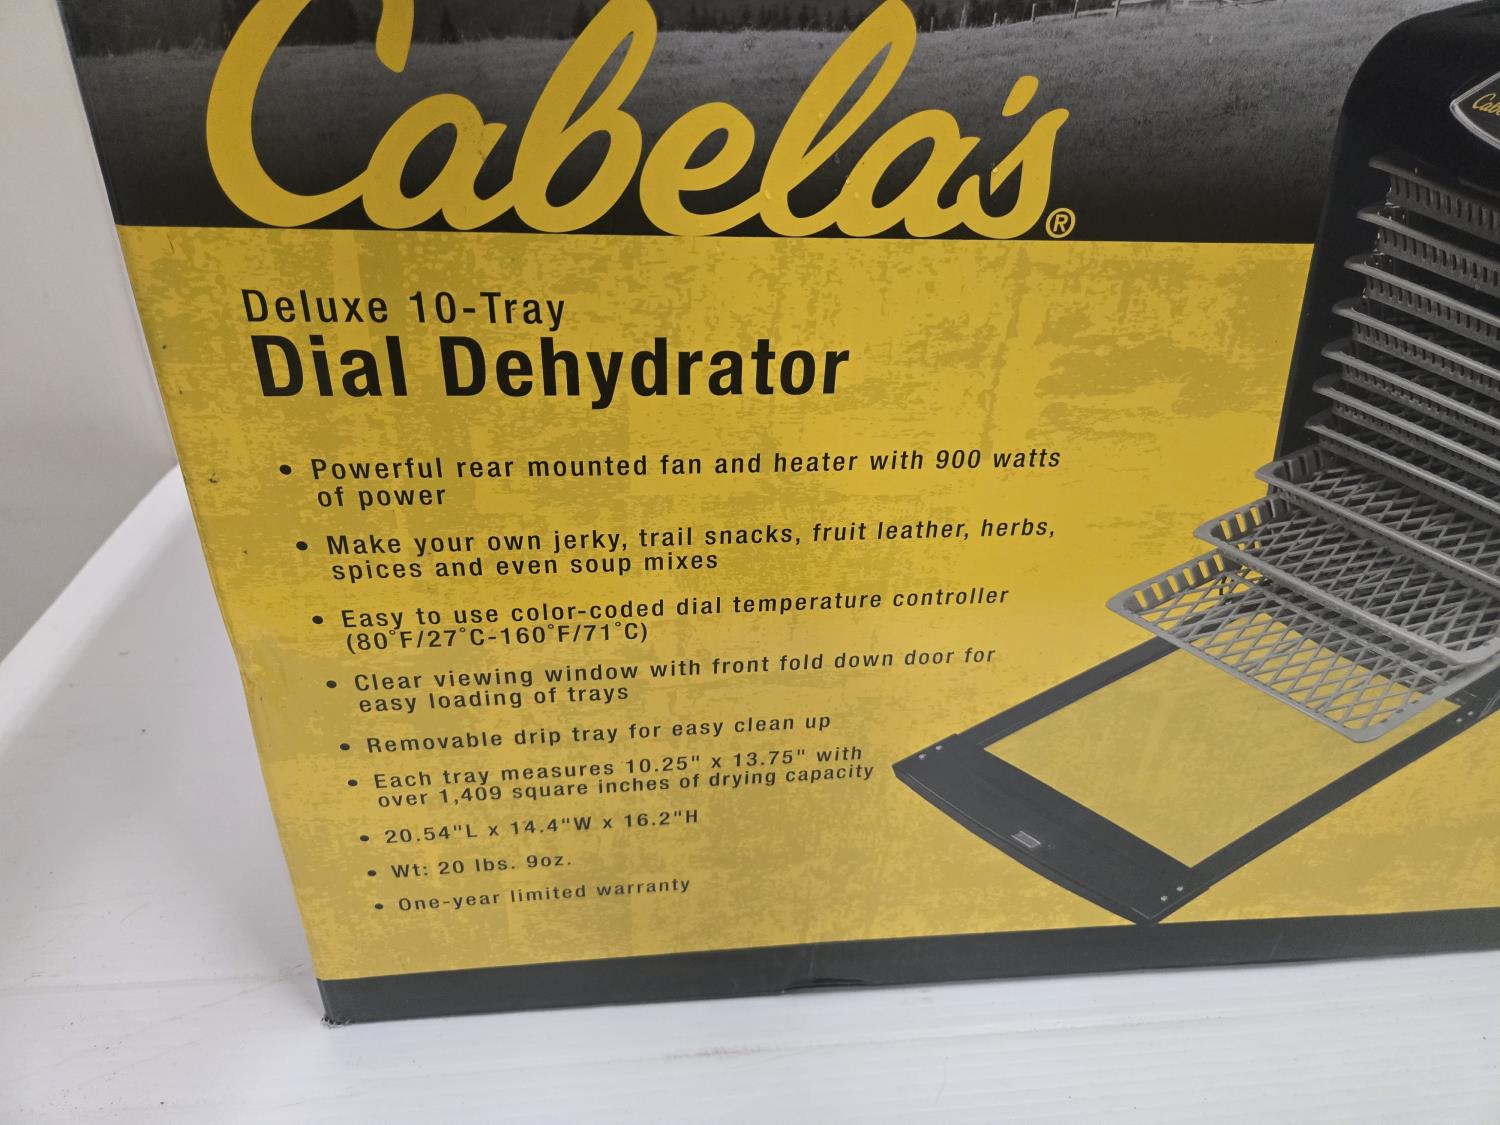 Cabela's®
Deluxe 10-Tray
Dial Dehydrator
• Powerful rear mounted fan and heater with 900 watts
of power
• Make your own jerky, trail snacks, fruit leather, herbs,
spices and even soup mixes
• Easy to use color-coded dial temperature controller
(80°F/27°C-160°F/71°C)
• Clear viewing window with front fold down door for
easy loading of trays
• Removable drip tray for easy clean up
• Each tray measures 10.25" x 13.75" with
over 1,409 square inches of drying capacity
• 20.54"L x 14.4"W x 16.2"H
• Wt: 20 lbs. 9oz.
• One-year limited warranty